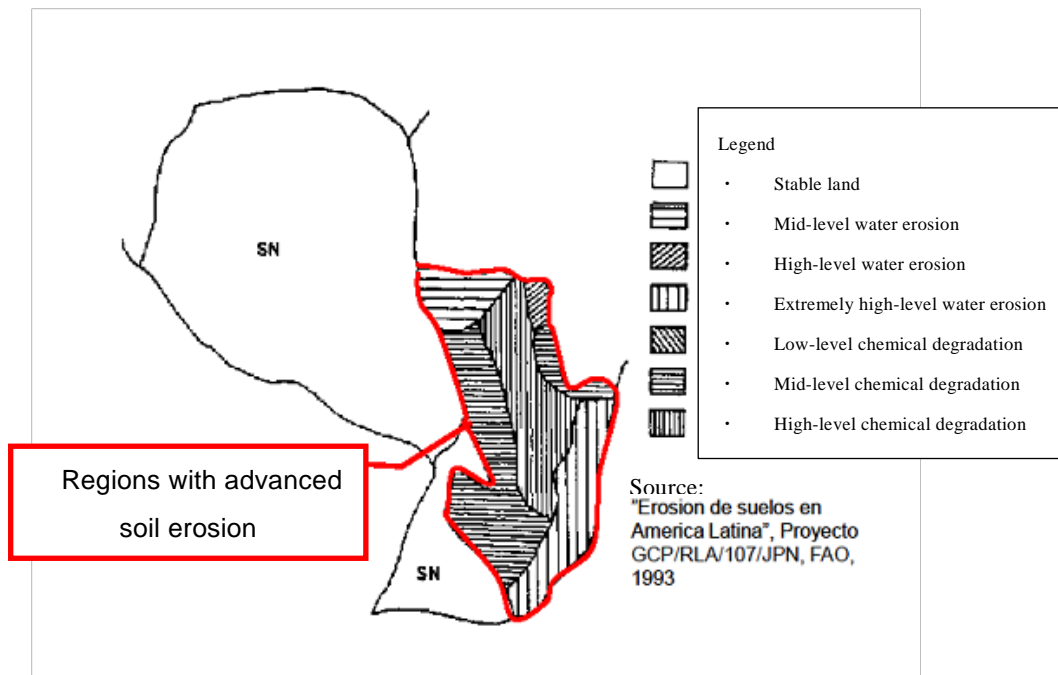 SN
Regions with advanced
soil erosion
SN
Legend
· Stable land
· Mid-level water erosion
· High-level water erosion
· Extremely high-level water erosion
· Low-level chemical degradation
· Mid-level chemical degradation
· High-level chemical degradation
Source:
"Erosion de suelos en
America Latina", Proyecto
GCP/RLA/107/JPN, FAO,
1993